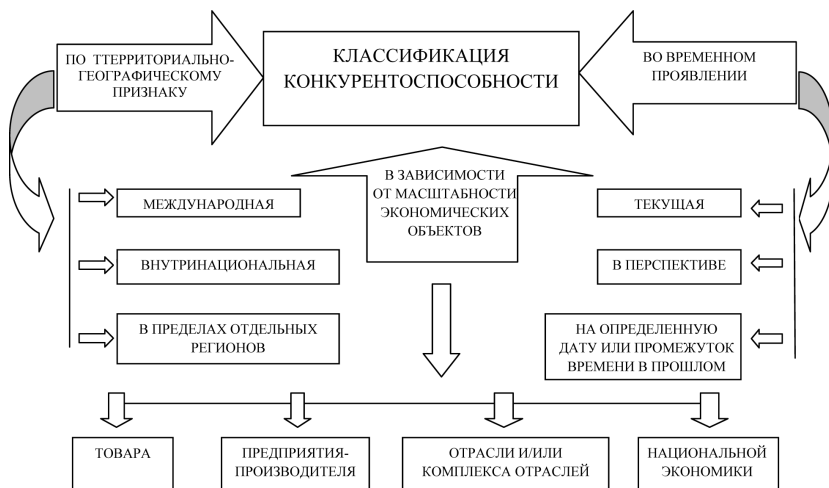 ПО ТТЕРРИТОРИАЛЬНО-
ГЕОГРАФИЧЕСКОМУ
ПРИЗНАКУ
КЛАССИФИКАЦИЯ
КОНКУРЕНТОСПОСОБНОСТИ
ВО ВРЕМЕННОМ
ПРОЯВЛЕНИИ
В ЗАВИСИМОСТИ
ОТ МАСШТАБНОСТИ
ЭКОНОМИЧЕСКИХ
ОБЪЕКТОВ
МЕЖДУНАРОДНАЯ
ВНУТРИНАЦИОНАЛЬНАЯ
В ПРЕДЕЛАХ ОТДЕЛЬНЫХ
РЕГИОНОВ
ТЕКУЩАЯ
В ПЕРСПЕКТИВЕ
НА ОПРЕДЕЛЕННУЮ
ДАТУ ИЛИ ПРОМЕЖУТОК
ВРЕМЕНИ В ПРОШЛОМ
ТОВАРА
ПРЕДПРИЯТИЯ-
ПРОИЗВОДИТЕЛЯ
ОТРАСЛИ И/ИЛИ
КОМПЛЕКСА ОТРАСЛЕЙ
НАЦИОНАЛЬНОЙ
ЭКОНОМИКИ